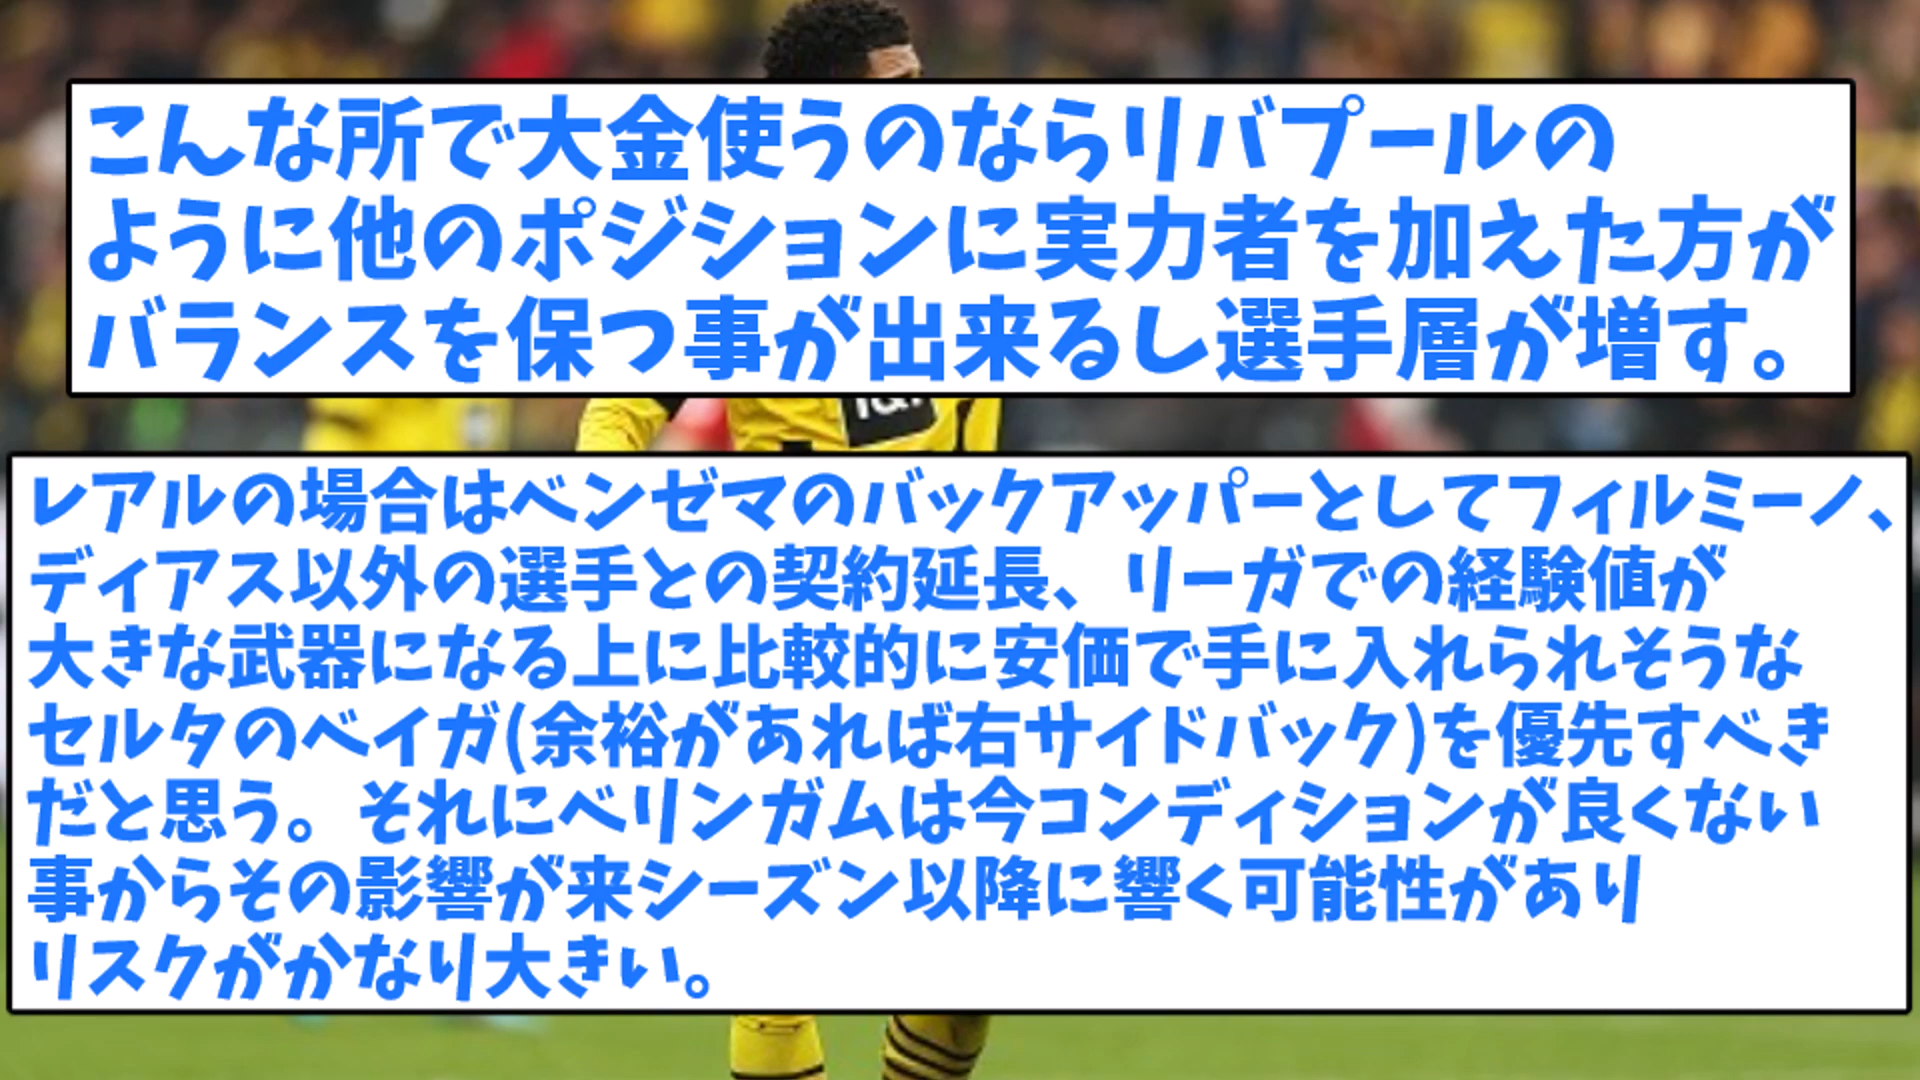 こんな所で大金使うのならリバプールの
ように他のポジションに実力者を加えた方が
バランスを保つ事が出来るし選手層が増す。
レアルの場合はベンゼマのバックアッパーとしてフィルミーノ、
ディアス以外の選手との契約延長、リーガでの経験値が
大きな武器になる上に比較的に安価で手に入れられそうな
セルタのベイガ(余裕があれば右サイドバック)を優先すべき
だと思う。それにベリンガムは今コンディションが良くない
事からその影響が来シーズン以降に響く可能性があり
リスクがかなり大きい。